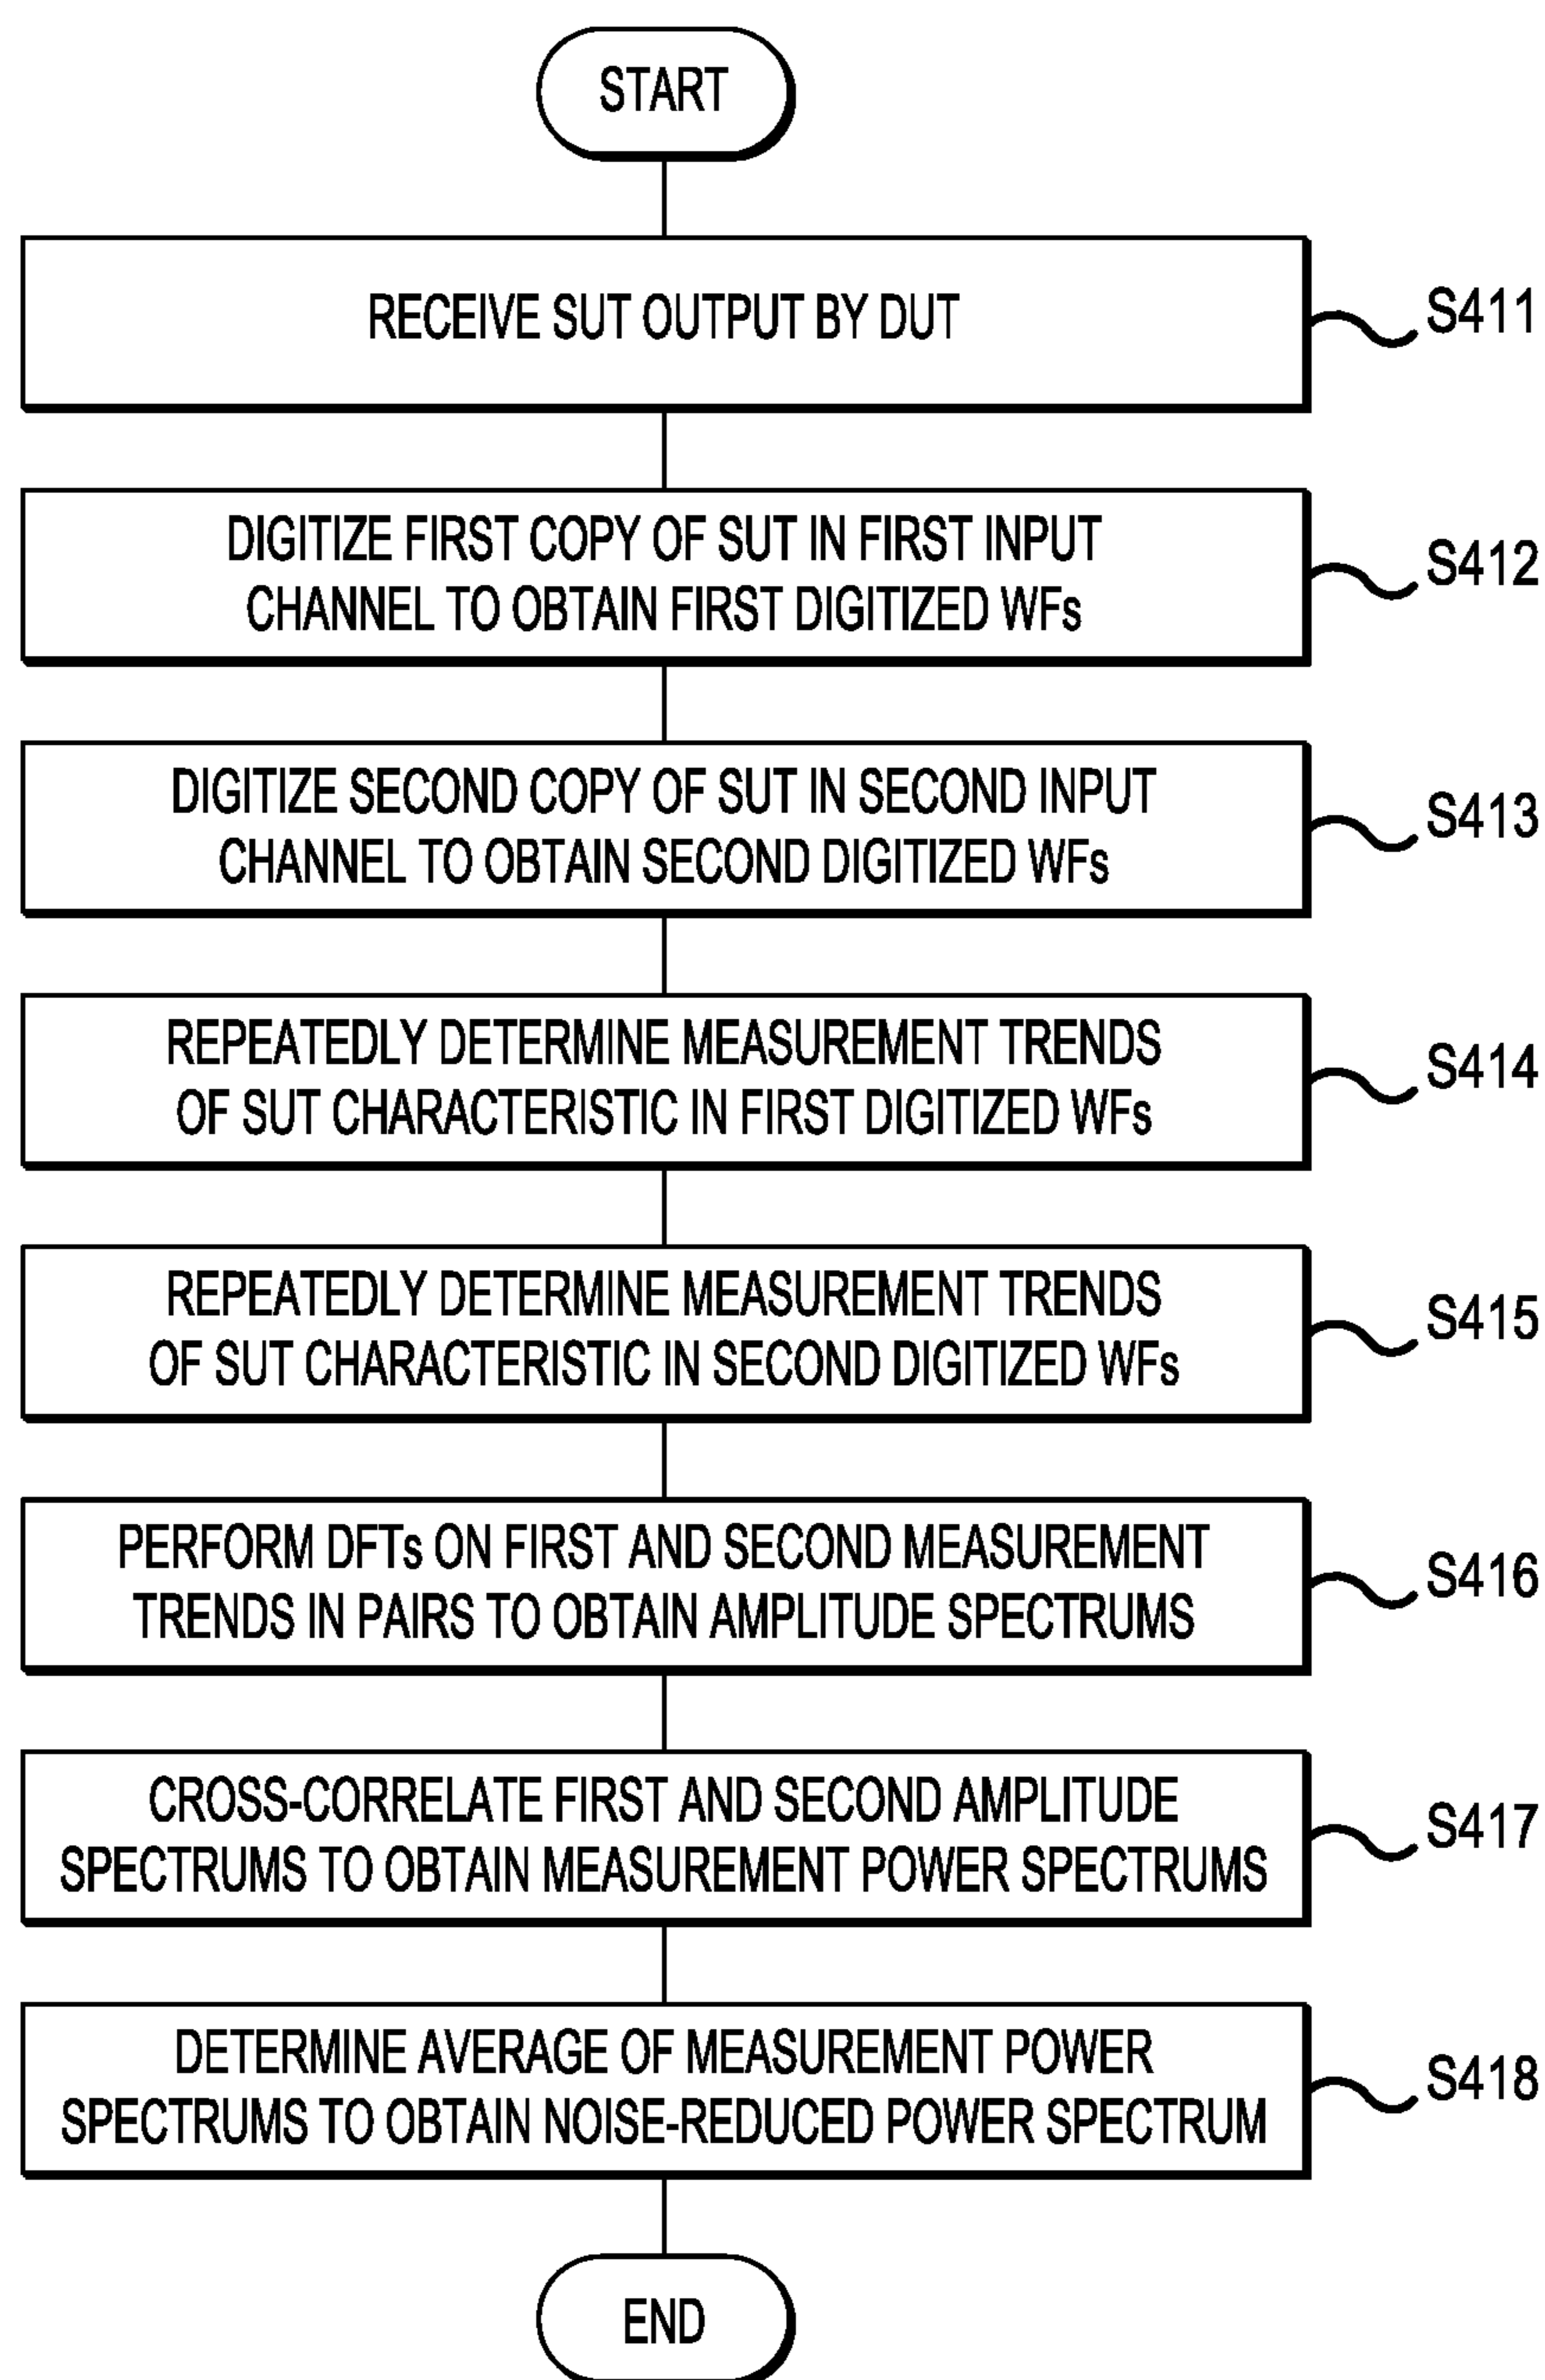 START
RECEIVE SUT OUTPUT BY DUT
S411
DIGITIZE FIRST COPY OF SUT IN FIRST INPUT
CHANNEL TO OBTAIN FIRST DIGITIZED WFs
S412
DIGITIZE SECOND COPY OF SUT IN SECOND INPUT
CHANNEL TO OBTAIN SECOND DIGITIZED WFs
S413
REPEATEDLY DETERMINE MEASUREMENT TRENDS
OF SUT CHARACTERISTIC IN FIRST DIGITIZED WFs
S414
REPEATEDLY DETERMINE MEASUREMENT TRENDS
OF SUT CHARACTERISTIC IN SECOND DIGITIZED WFs
S415
PERFORM DFTs ON FIRST AND SECOND MEASUREMENT
TRENDS IN PAIRS TO OBTAIN AMPLITUDE SPECTRUMS
S416
CROSS-CORRELATE FIRST AND SECOND AMPLITUDE
SPECTRUMS TO OBTAIN MEASUREMENT POWER SPECTRUMS
S417
DETERMINE AVERAGE OF MEASUREMENT POWER
SPECTRUMS TO OBTAIN NOISE-REDUCED POWER SPECTRUM
S418
END